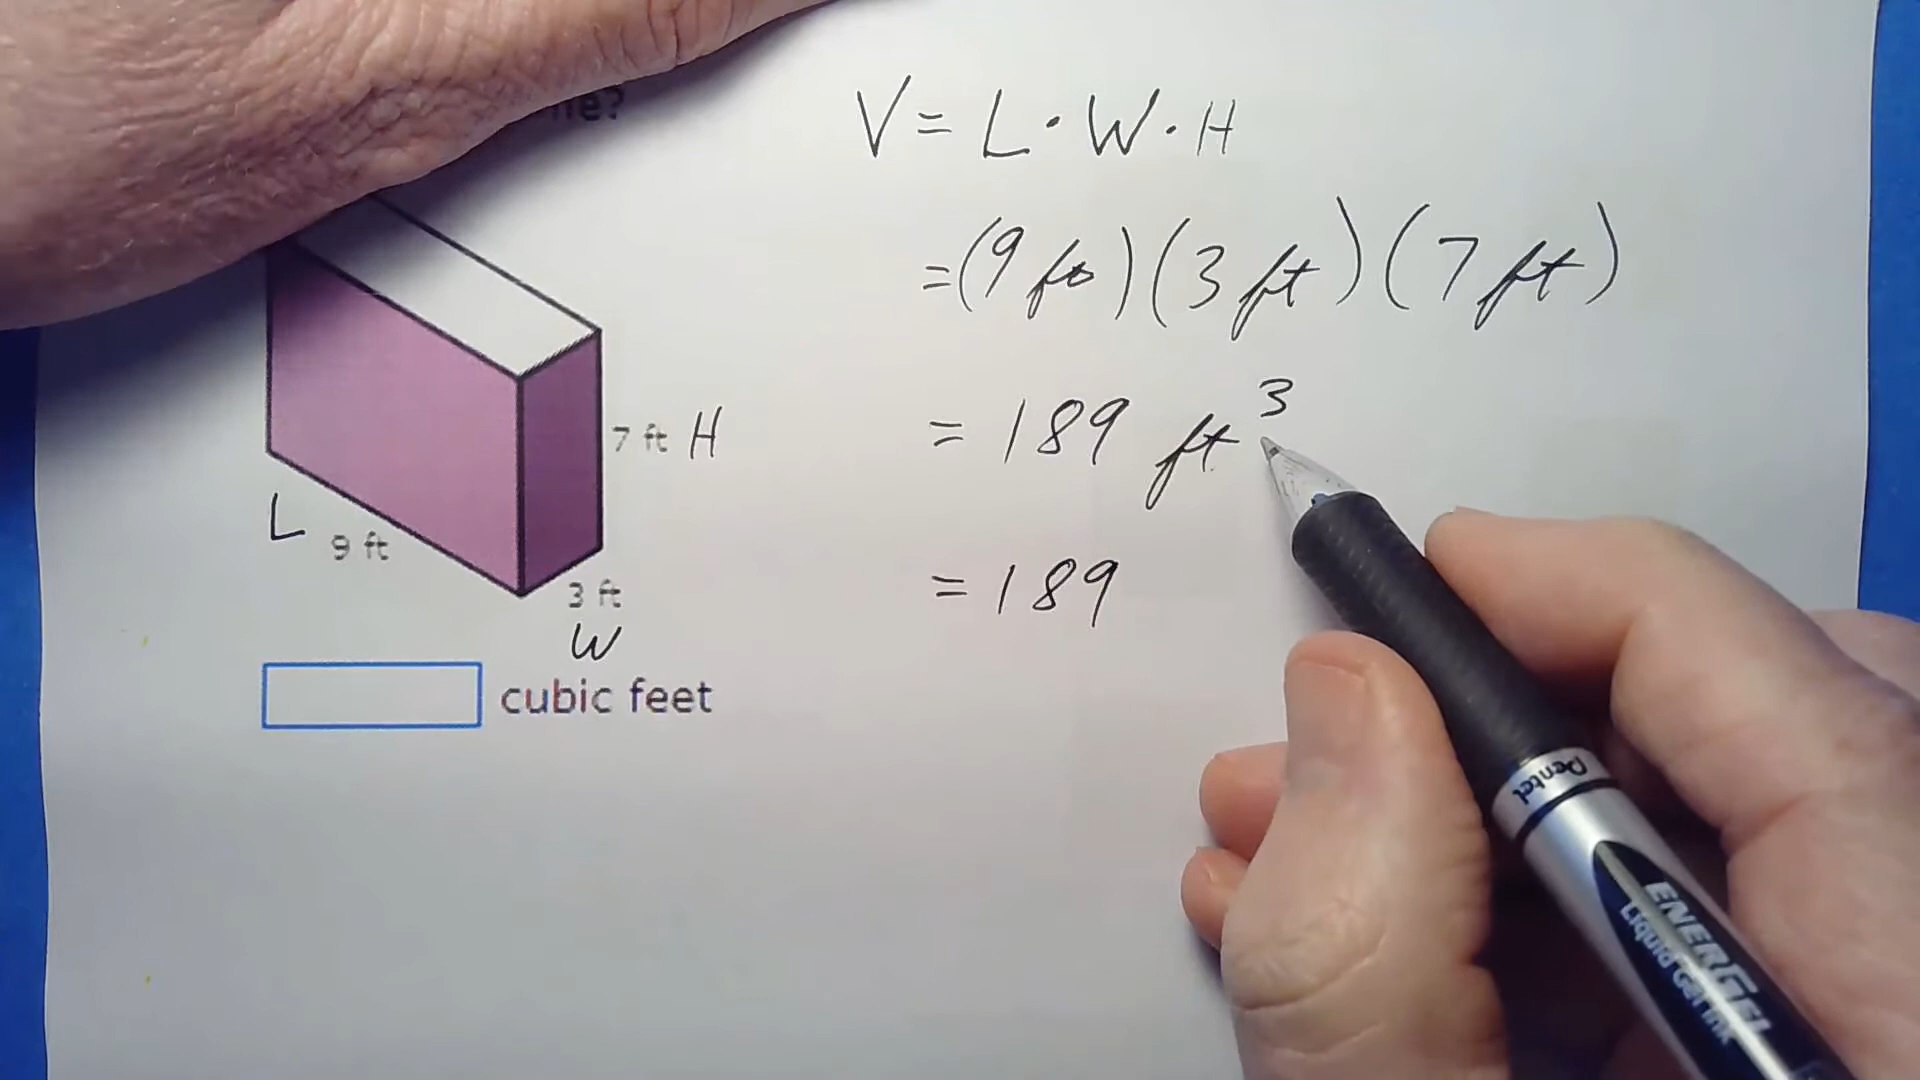 V = L · W · H
= (9 ft) (3 ft) (7 ft)
= 189 ft³
= 189
7 ft H
L 9 ft
3 ft
W
cubic feet
Pentel
ENERGEL
Liquid Gel Ink